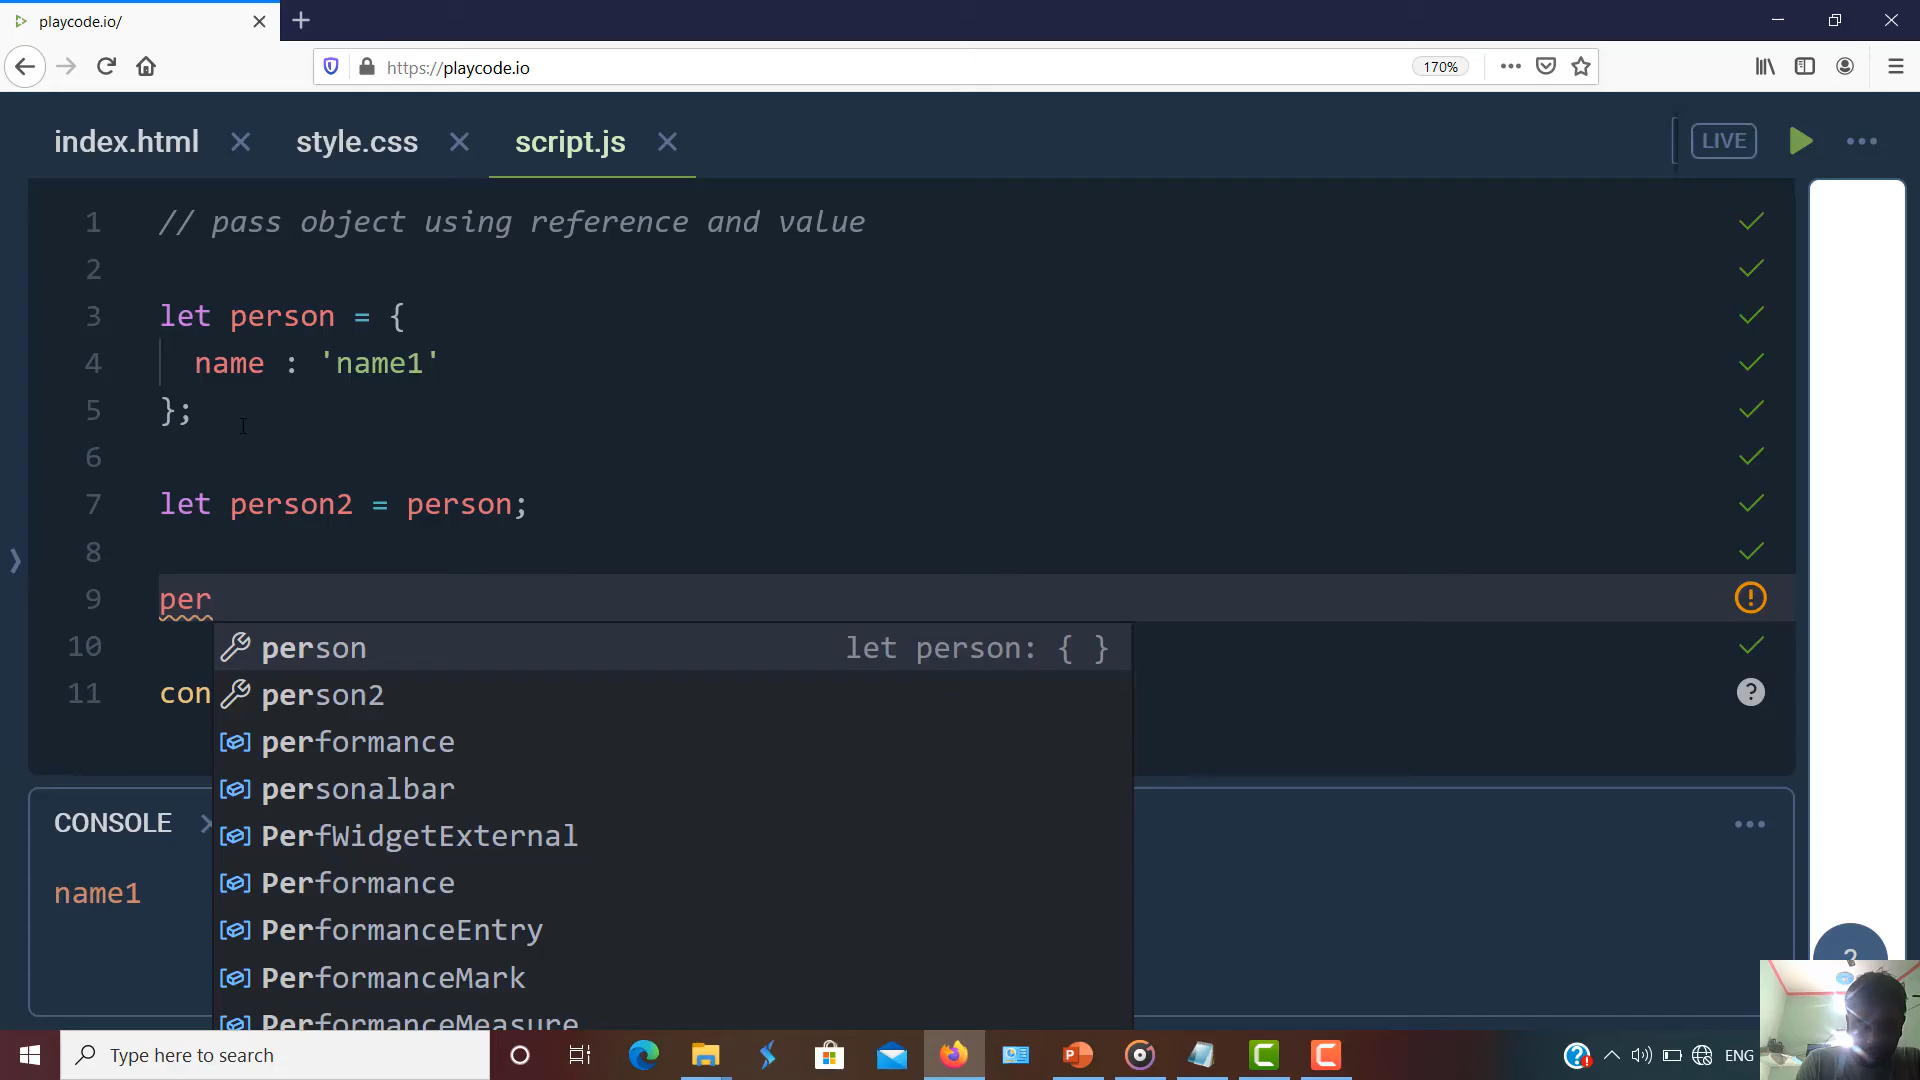 playcode.io/
https://playcode.io
170%
index.html
style.css
script.js
LIVE
1 // pass object using reference and value
2
3 let person = {
4 name : 'name1'
5 };
6
7 let person2 = person;
8
9 per
person let person: { }
10
person2
11 con
performance
personalbar
PerfWidgetExternal
Performance
PerformanceEntry
PerformanceMark
PerformanceMeasure
CONSOLE
name1
Type here to search
ENG